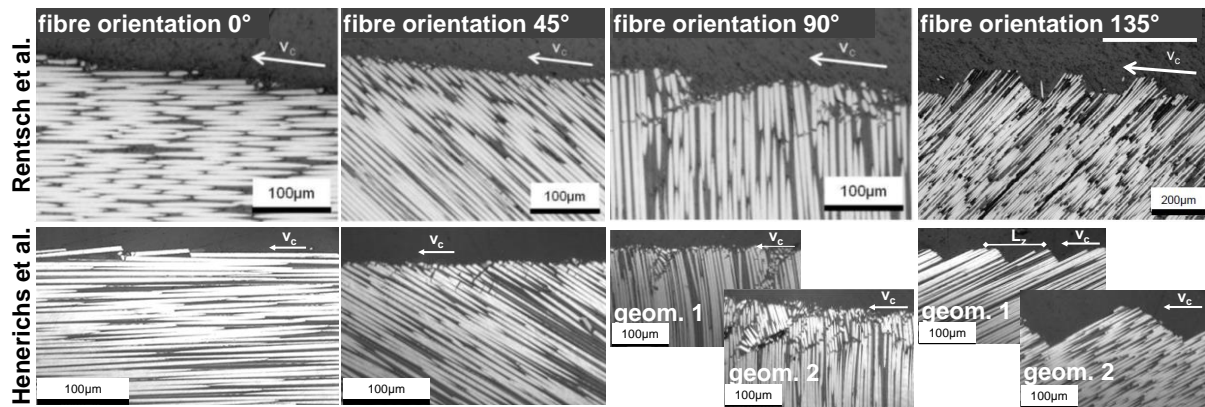 Rentsch et al.
fibre orientation 0°
vc
100µm
fibre orientation 45°
vc
100µm
fibre orientation 90°
vc
100µm
fibre orientation 135°
vc
200µm
Henerichs et al.
vc
100µm
vc
100µm
vc
geom. 1
100µm
vc
geom. 2
100µm
Lz
vc
geom. 1
100µm
vc
geom. 2
100µm